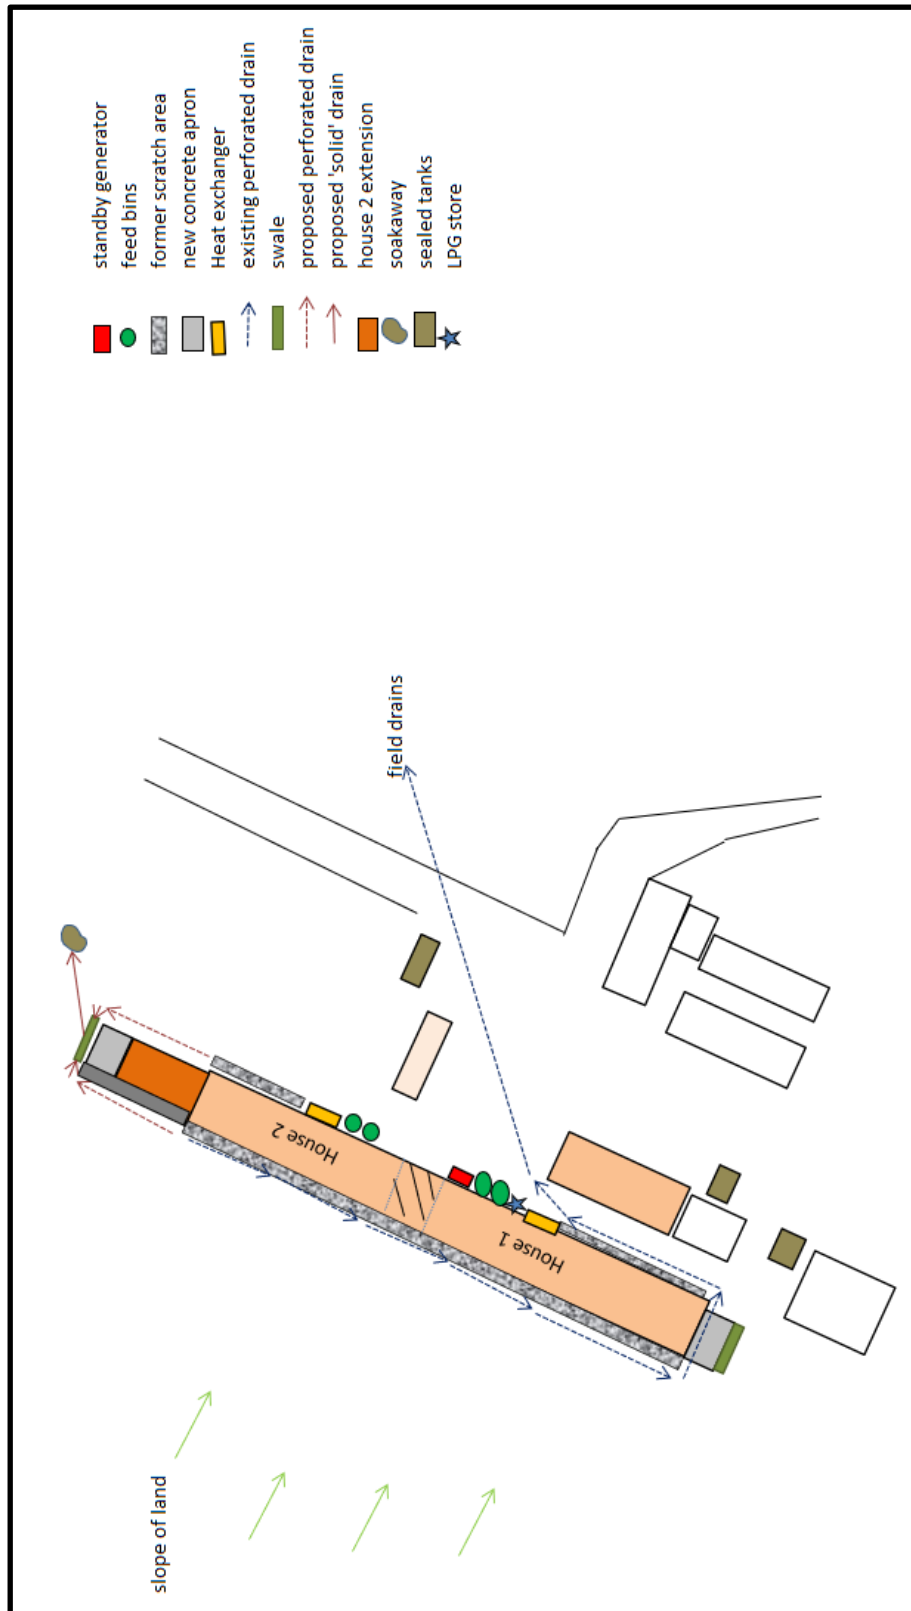 standby generator
feed bins
former scratch area
new concrete apron
Heat exchanger
existing perforated drain
swale
proposed perforated drain
proposed 'solid' drain
house 2 extension
soakaway
sealed tanks
LPG store
field drains
House 2
House 1
slope of land